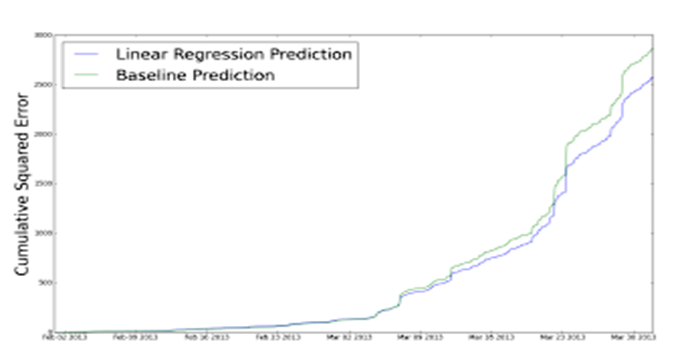 Linear Regression Prediction
Baseline Prediction
Cumulative Squared Error
3000
2500
2000
1500
1000
500
0
Feb 02 2013 Feb 09 2013 Feb 16 2013 Feb 23 2013 Mar 02 2013 Mar 09 2013 Mar 16 2013 Mar 23 2013 Mar 30 2013